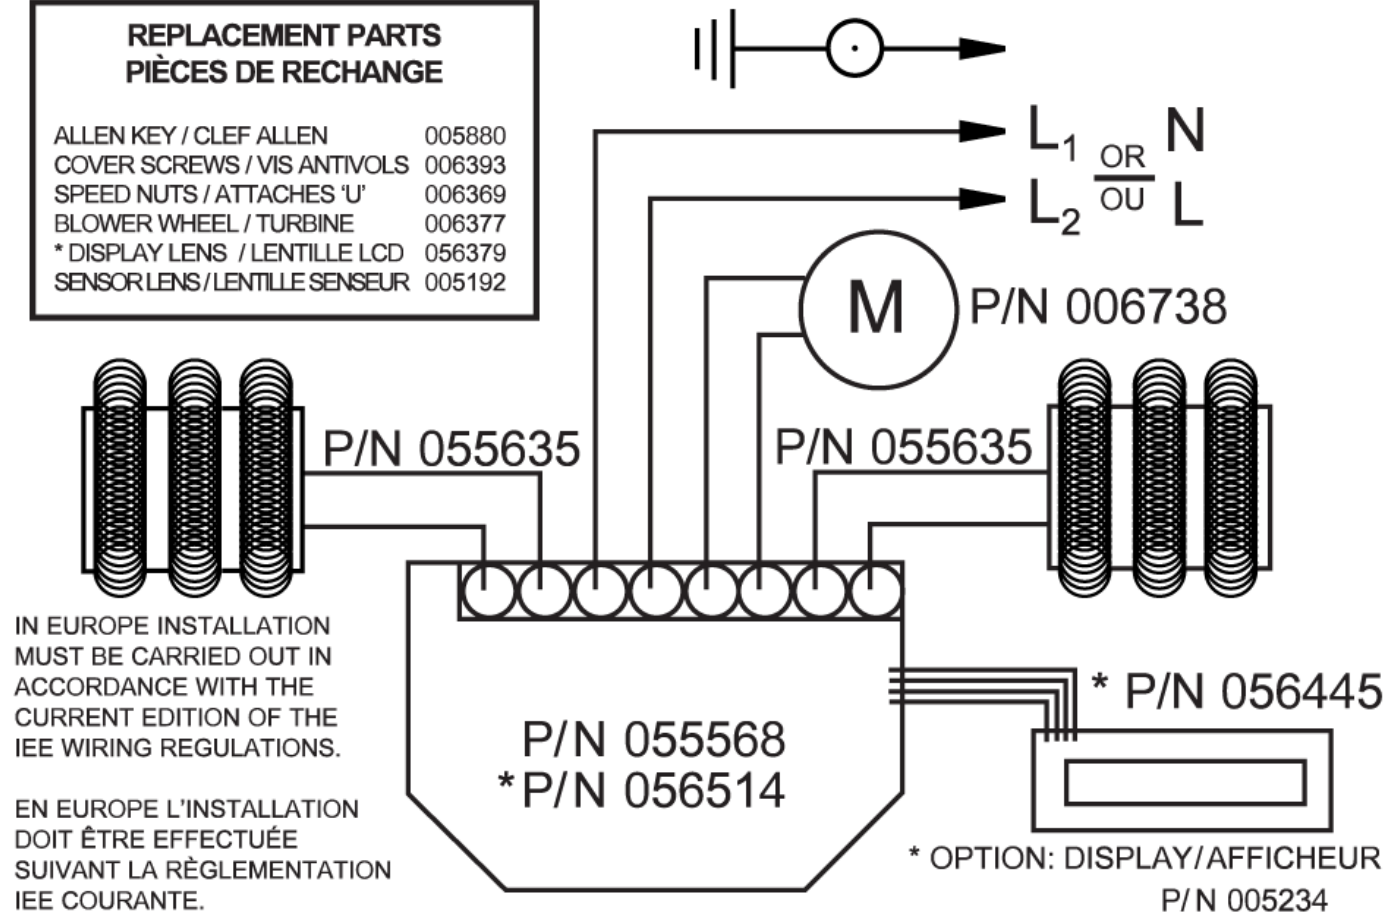 REPLACEMENT PARTS
PIÈCES DE RECHANGE
ALLEN KEY / CLEF ALLEN 005880
COVER SCREWS / VIS ANTIVOLS 006393
SPEED NUTS / ATTACHES ‘U’ 006369
BLOWER WHEEL / TURBINE 006377
* DISPLAY LENS / LENTILLE LCD 056379
SENSOR LENS / LENTILLE SENSEUR 005192
L1 OR N
L2 OU L
M P/N 006738
P/N 055635
P/N 055635
IN EUROPE INSTALLATION
MUST BE CARRIED OUT IN
ACCORDANCE WITH THE
CURRENT EDITION OF THE
IEE WIRING REGULATIONS.
EN EUROPE L'INSTALLATION
DOIT ÊTRE EFFECTUÉE
SUIVANT LA RÈGLEMENTATION
IEE COURANTE.
P/N 055568
*P/N 056514
* P/N 056445
* OPTION: DISPLAY/AFFICHEUR
P/N 005234